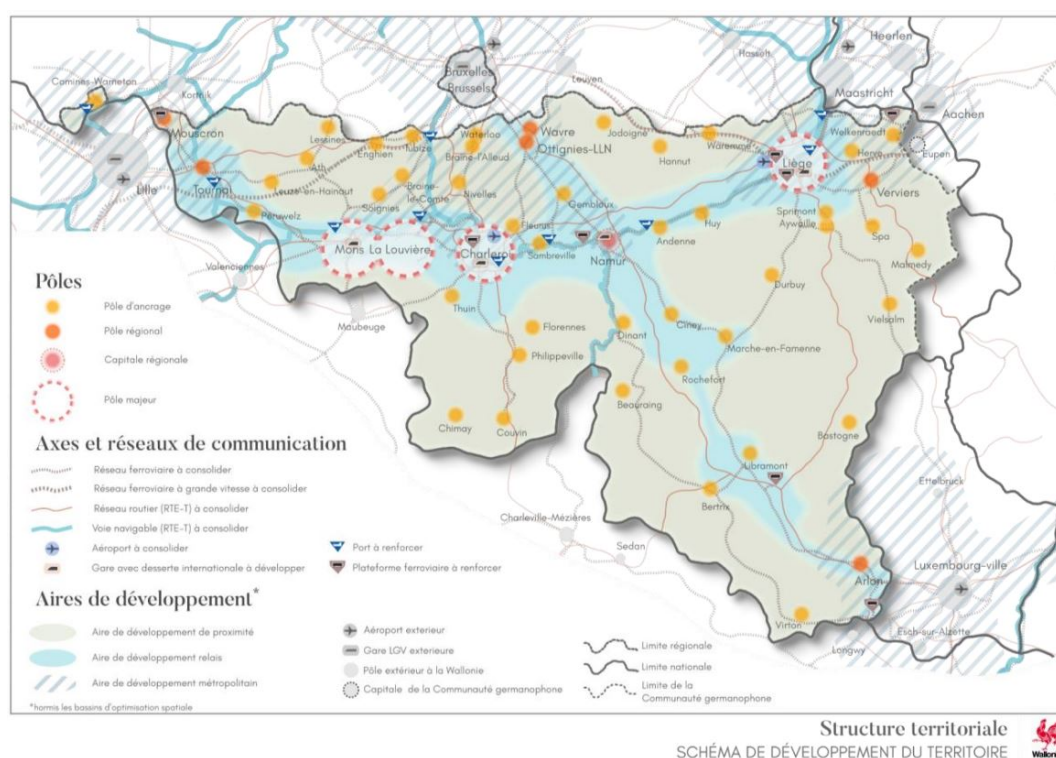 Heerlen
Hasselt
Bruxelles
Brussels
Leuven
Maastricht
Comines-Warneton
Kortrijk
Aachen
Mouscron
Lessines
Enghien
Tubize
Waterloo
Wavre
Jodoigne
Welkenraedt
Braine-l'Alleud
Ottignies-LLN
Hannut
Waremme
Liège
Herve
Eupen
Lille
Tournai
Ath
Leuze-en-Hainaut
Braine-
le-Comte
Soignies
Nivelles
Gembloux
Verviers
Péruwelz
Fleurus
Huy
Sprimont
Aywaille
Spa
Andenne
Mons
La Louvière
Charleroi
Sambreville
Namur
Malmedy
Valenciennes
Durbuy
Thuin
Maubeuge
Florennes
Dinant
Ciney
Vielsalm
Marche-en-Famenne
Philippeville
Rochefort
Beauraing
Chimay
Couvin
Bastogne
Libramont
Ettelbruck
Bertrix
Charleville-Mézières
Sedan
Arlon
Luxembourg-ville
Virton
Esch-sur-Alzette
Longwy
Pôles
Pôle d'ancrage
Pôle régional
Capitale régionale
Pôle majeur
Axes et réseaux de communication
Réseau ferroviaire à consolider
Réseau ferroviaire à grande vitesse à consolider
Réseau routier (RTE-T) à consolider
Voie navigable (RTE-T) à consolider
Aéroport à consolider
Port à renforcer
Gare avec desserte internationale à développer
Plateforme ferroviaire à renforcer
Aires de développement*
Aire de développement de proximité
Aire de développement relais
Aire de développement métropolitain
*hormis les bassins d'optimisation spatiale
Aéroport exterieur
Gare LGV exterieure
Pôle extérieur à la Wallonie
Capitale de la Communauté germanophone
Limite régionale
Limite nationale
Limite de la
Communauté germanophone
Structure territoriale
SCHÉMA DE DÉVELOPPEMENT DU TERRITOIRE